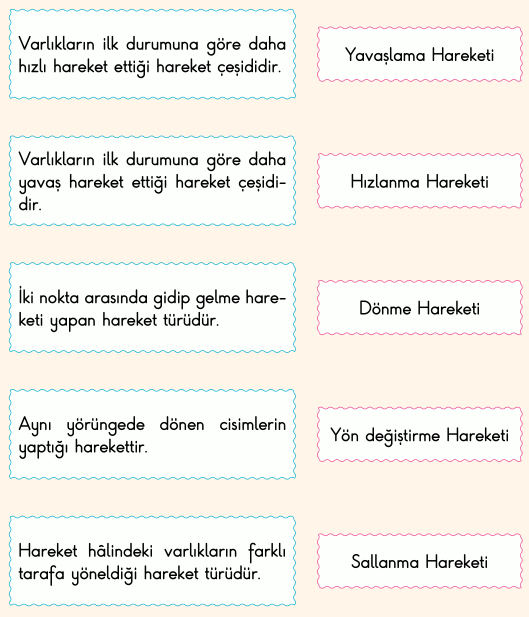 Varlıkların ilk durumuna göre daha
hızlı hareket ettiği hareket çeşididir.
Yavaşlama Hareketi
Varlıkların ilk durumuna göre daha
yavaş hareket ettiği hareket çeşidi-
dir.
Hızlanma Hareketi
İki nokta arasında gidip gelme hare-
keti yapan hareket türüdür.
Dönme Hareketi
Aynı yörüngede dönen cisimlerin
yaptığı harekettir.
Yön değiştirme Hareketi
Hareket hâlindeki varlıkların farklı
tarafa yöneldiği hareket türüdür.
Sallanma Hareketi